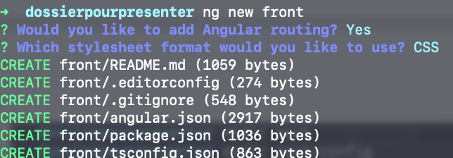 → dossierpourpresenter ng new front
? Would you like to add Angular routing? Yes
? Which stylesheet format would you like to use? CSS
CREATE front/README.md (1059 bytes)
CREATE front/.editorconfig (274 bytes)
CREATE front/.gitignore (548 bytes)
CREATE front/angular.json (2917 bytes)
CREATE front/package.json (1036 bytes)
CREATE front/tsconfig.json (863 bytes)